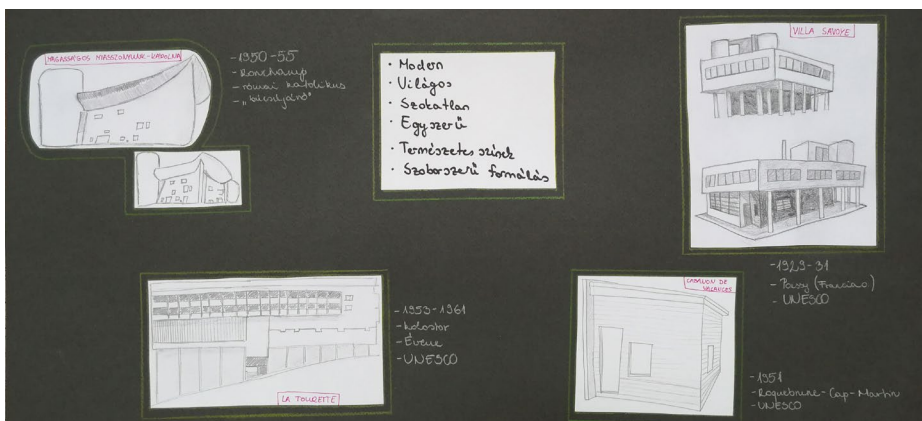 MAGASSÁGOS MISSZONYUNK-KÁPOLNA
-1950-55
-Ronchamp
-római katolikus
-"búcsújáró"
• Modern
• Világos
• Szokatlan
• Egyszerű
• Természetes színek
• Szoborszerű formálás
VILLA SAVOYE
-1929-31
-Poissy (Franciao.)
-UNESCO
LA TOURETTE
-1953-1961
-kolostor
-Éveux
-UNESCO
CABANON DE
VACANCES
-1951
-Roquebrune-Cap-Martin
-UNESCO